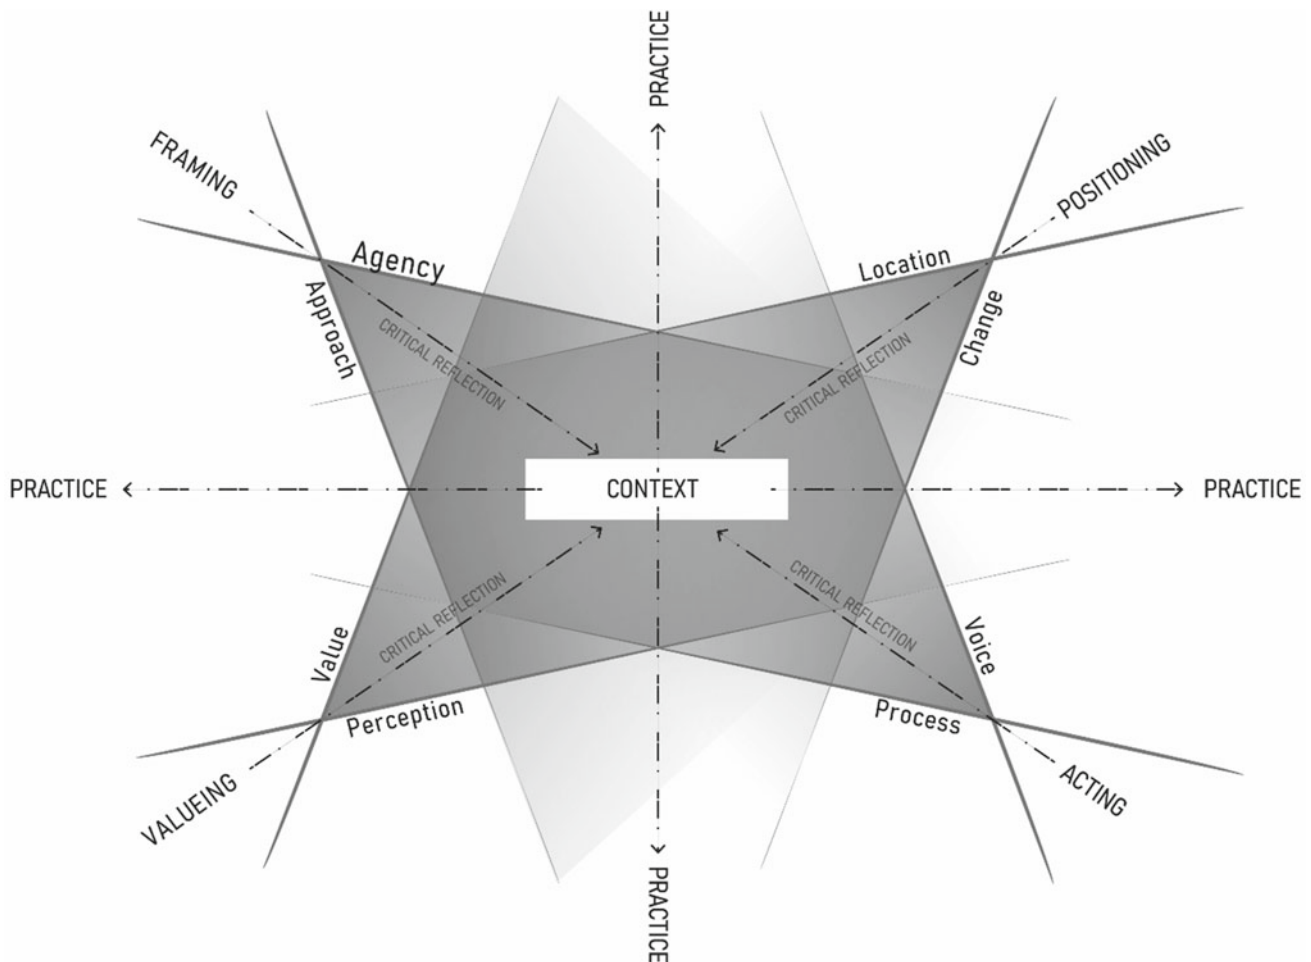 PRACTICE
FRAMING
POSITIONING
Agency
Location
Approach
Change
CRITICAL REFLECTION
CRITICAL REFLECTION
PRACTICE
CONTEXT
PRACTICE
CRITICAL REFLECTION
CRITICAL REFLECTION
Value
Voice
Perception
Process
VALUEING
ACTING
PRACTICE